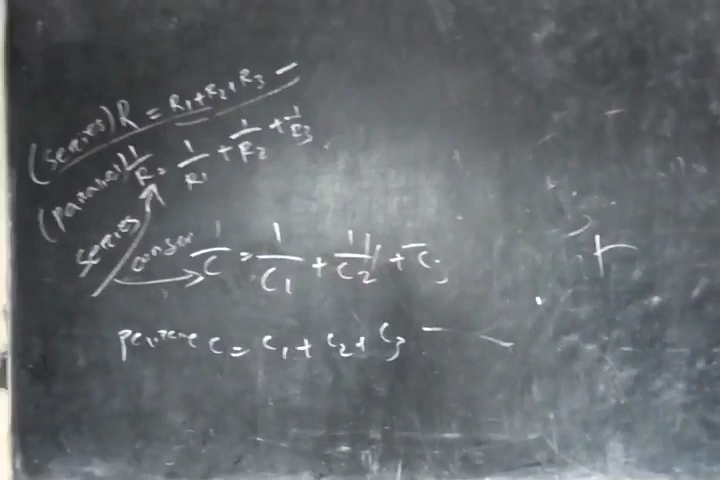 (Series) R = R1+R2+R3 –
(Parallel) 1/R = 1/R1 + 1/R2 + 1/R3
Series 1/C = 1/C1 + 1/C2 + 1/C3
C = C1 + C2 + C3 —